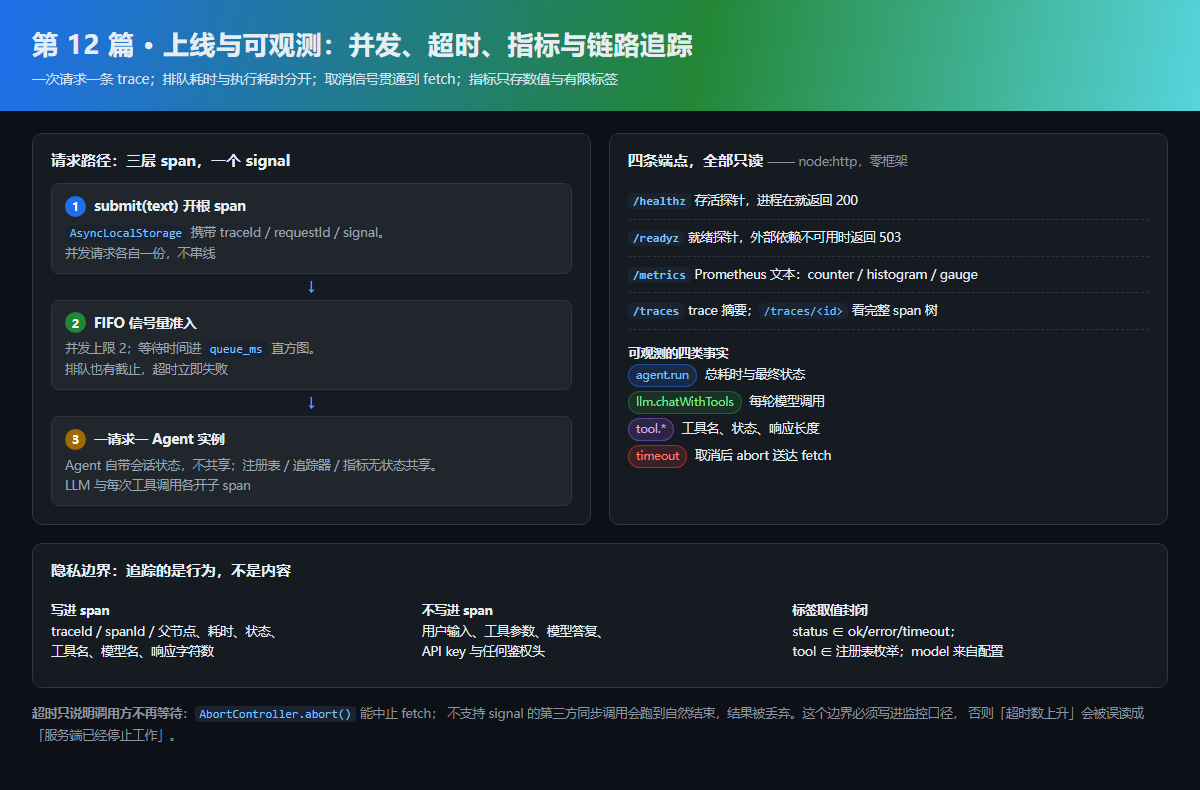 第 12 篇 · 上线与可观测：并发、超时、指标与链路追踪
一次请求一条 trace；排队耗时与执行耗时分开；取消信号贯通到 fetch；指标只存数值与有限标签
请求路径：三层 span，一个 signal
1 submit(text) 开根 span
AsyncLocalStorage 携带 traceId / requestId / signal。
并发请求各自一份，不串线
↓
2 FIFO 信号量准入
并发上限 2；等待时间进 queue_ms 直方图。
排队也有截止，超时立即失败
↓
3 一请求一 Agent 实例
Agent 自带会话状态，不共享；注册表 / 追踪器 / 指标无状态共享。
LLM 与每次工具调用各开子 span
四条端点，全部只读 —— node:http，零框架
/healthz 存活探针，进程在就返回 200
/readyz 就绪探针，外部依赖不可用时返回 503
/metrics Prometheus 文本：counter / histogram / gauge
/traces trace 摘要； /traces/<id> 看完整 span 树
可观测的四类事实
agent.run 总耗时与最终状态
llm.chatWithTools 每轮模型调用
tool.* 工具名、状态、响应长度
timeout 取消后 abort 送达 fetch
隐私边界：追踪的是行为，不是内容
写进 span
traceId / spanId / 父节点、耗时、状态、
工具名、模型名、响应字符数
不写进 span
用户输入、工具参数、模型答复、
API key 与任何鉴权头
标签取值封闭
status ∈ ok/error/timeout；
tool ∈ 注册表枚举；model 来自配置
超时只说明调用方不再等待： AbortController.abort() 能中止 fetch； 不支持 signal 的第三方同步调用会跑到自然结束，结果被丢弃。这个边界必须写进监控口径， 否则「超时数上升」会被误读成
「服务端已经停止工作」。